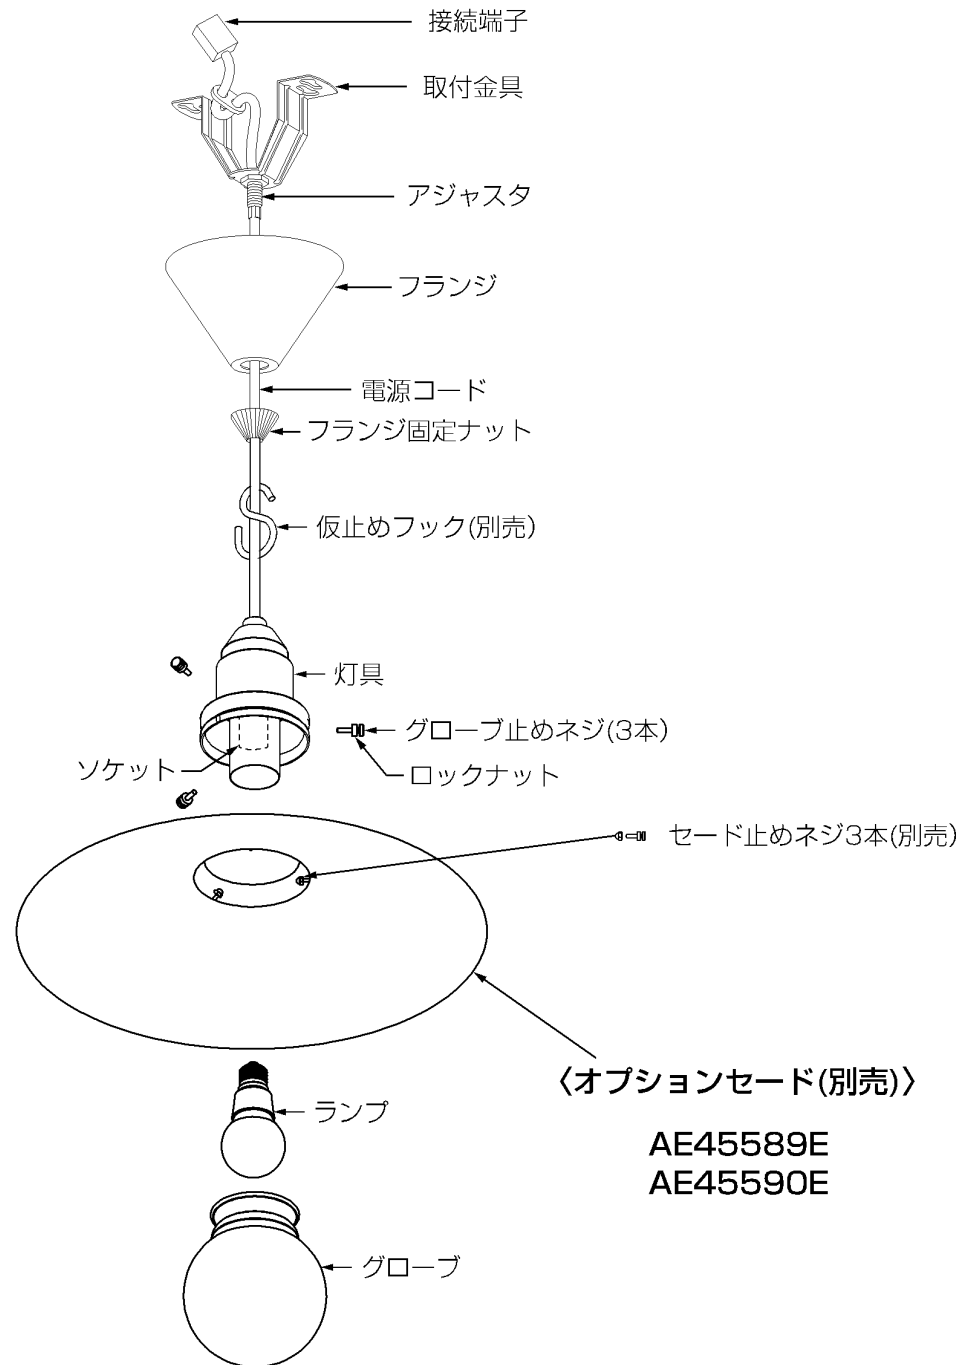 接続端子
取付金具
アジャスタ
フランジ
電源コード
フランジ固定ナット
仮止めフック(別売)
灯具
グローブ止めネジ(3本)
ソケット
ロックナット
セード止めネジ3本(別売)
〈オプションセード(別売)〉
ランプ
AE45589E
AE45590E
グローブ